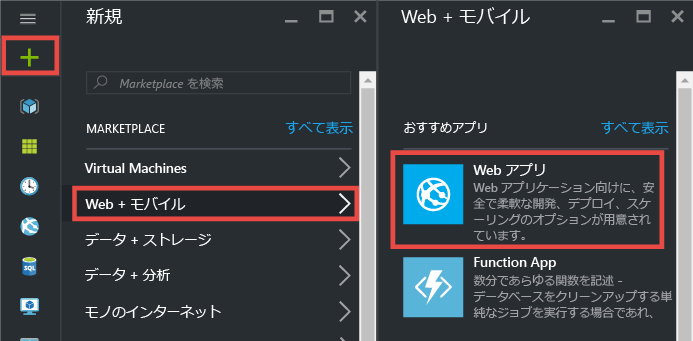 新規
Marketplace を検索
MARKETPLACE
すべて表示
Virtual Machines
Web + モバイル
データ + ストレージ
データ + 分析
モノのインターネット
Web + モバイル
おすすめアプリ
すべて表示
Web アプリ
Web アプリケーション向けに、安
全で柔軟な開発、デプロイ、スケ
ーリングのオプションが用意され
ています。
Function App
数分であらゆる関数を記述 -
データベースをクリーンアップする単
純なジョブを実行する場合であれ、
SQL